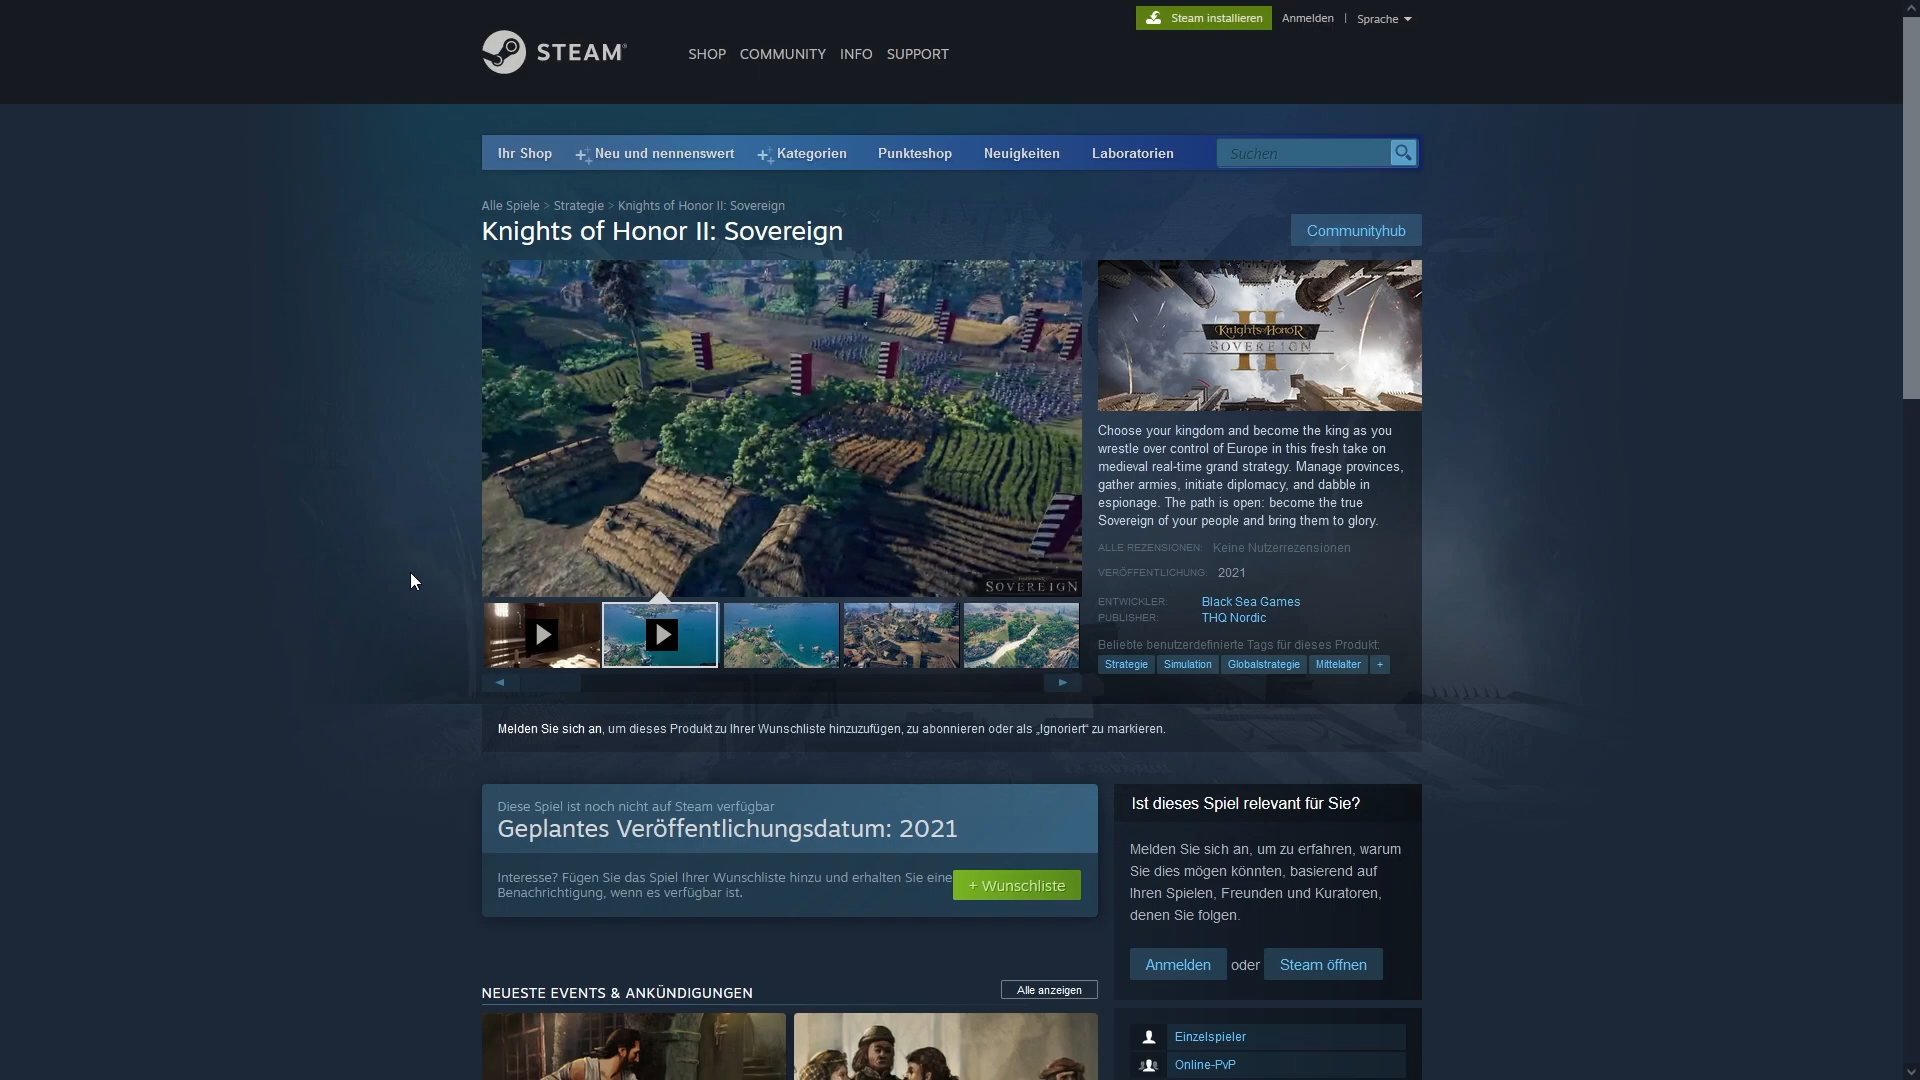 Steam installieren
Anmelden | Sprache
STEAM®
SHOP COMMUNITY INFO SUPPORT
Ihr Shop Neu und nennenswert Kategorien Punkteshop Neuigkeiten Laboratorien Suchen
Alle Spiele > Strategie > Knights of Honor II: Sovereign
Knights of Honor II: Sovereign
Communityhub
SOVEREIGN
II
Knights of Honor
SOVEREIGN
Choose your kingdom and become the king as you
wrestle over control of Europe in this fresh take on
medieval real-time grand strategy. Manage provinces,
gather armies, initiate diplomacy, and dabble in
espionage. The path is open: become the true
Sovereign of your people and bring them to glory.
ALLE REZENSIONEN: Keine Nutzerrezensionen
VERÖFFENTLICHUNG: 2021
ENTWICKLER: Black Sea Games
PUBLISHER: THQ Nordic
Beliebte benutzerdefinierte Tags für dieses Produkt:
Strategie Simulation Globalstrategie Mittelalter +
Melden Sie sich an, um dieses Produkt zu Ihrer Wunschliste hinzuzufügen, zu abonnieren oder als „Ignoriert“ zu markieren.
Diese Spiel ist noch nicht auf Steam verfügbar
Geplantes Veröffentlichungsdatum: 2021
Interesse? Fügen Sie das Spiel Ihrer Wunschliste hinzu und erhalten Sie eine
Benachrichtigung, wenn es verfügbar ist.
+ Wunschliste
Ist dieses Spiel relevant für Sie?
Melden Sie sich an, um zu erfahren, warum
Sie dies mögen könnten, basierend auf
Ihren Spielen, Freunden und Kuratoren,
denen Sie folgen.
Anmelden oder Steam öffnen
NEUESTE EVENTS & ANKÜNDIGUNGEN
Alle anzeigen
Einzelspieler
Online-PvP